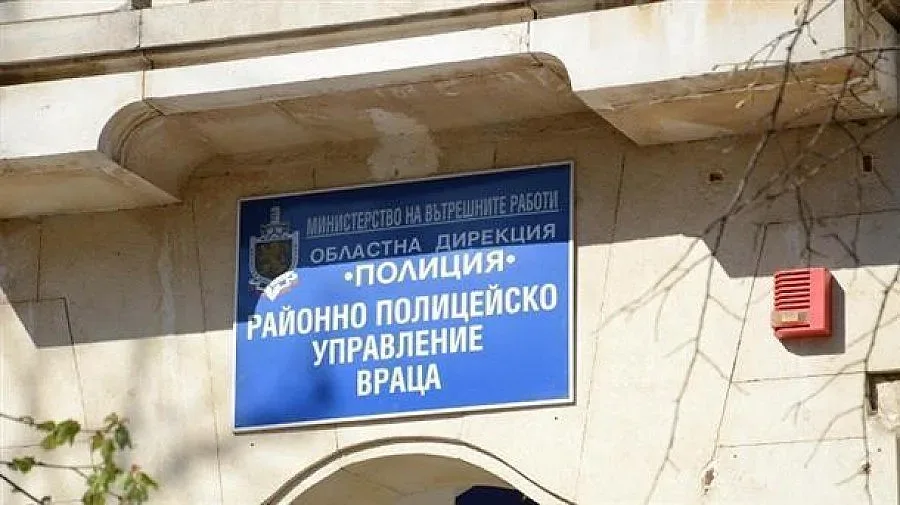 МИНИСТЕРСТВО НА ВЪТРЕШНИТЕ РАБОТИ
ОБЛАСТНА ДИРЕКЦИЯ
•ПОЛИЦИЯ•
РАЙОННО ПОЛИЦЕЙСКО
УПРАВЛЕНИЕ
ВРАЦА